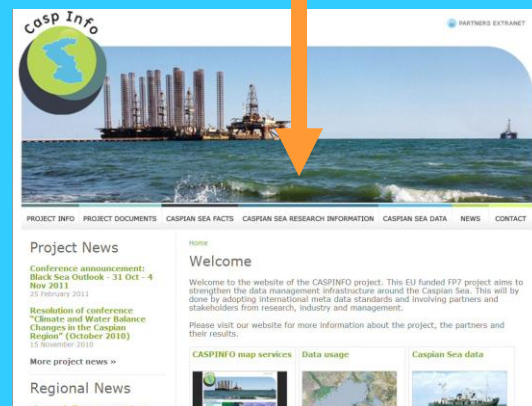 Casp Info
PARTNERS EXTRANET
PROJECT INFO PROJECT DOCUMENTS CASPIAN SEA FACTS CASPIAN SEA RESEARCH INFORMATION CASPIAN SEA DATA NEWS CONTACT
Project News
Conference announcement:
Black Sea Outlook - 31 Oct - 4
Nov 2011
25 February 2011
Resolution of conference
"Climate and Water Balance
Changes in the Caspian
Region" (October 2010)
15 November 2010
More project news »
Regional News
Home
Welcome
Welcome to the website of the CASPINFO project. This EU funded FP7 project aims to
strengthen the data management infrastructure around the Caspian Sea. This will by
done by adopting international meta data standards and involving partners and
stakeholders from research, industry and management.
Please visit our website for more information about the project, the partners and
their results.
CASPINFO map services
Data usage
Caspian Sea data